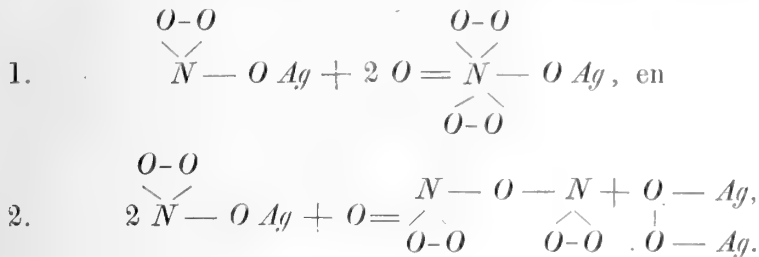 O-O O-O
1. N — O Ag + 2 O = N — O Ag, en
O-O
O-O
2 N — O Ag + O = N — O — N + O — Ag,
2. O-O O-O . O — Ag.